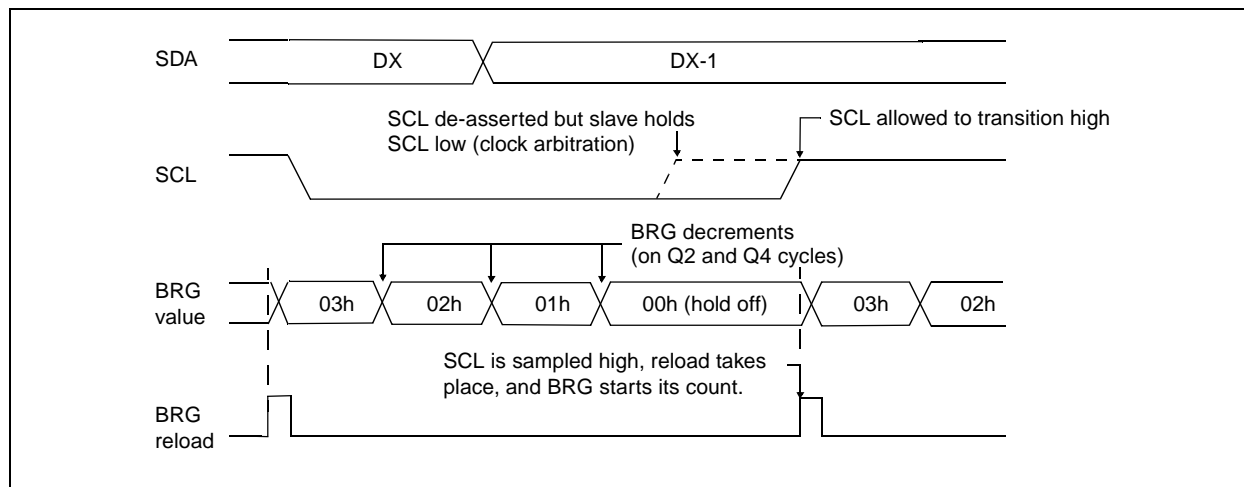 SDA
DX
DX-1
SCL de-asserted but slave holds
SCL low (clock arbitration)
SCL allowed to transition high
SCL
BRG decrements
(on Q2 and Q4 cycles)
BRG
value
03h
02h
01h
00h (hold off)
03h
02h
SCL is sampled high, reload takes
place, and BRG starts its count.
BRG
reload